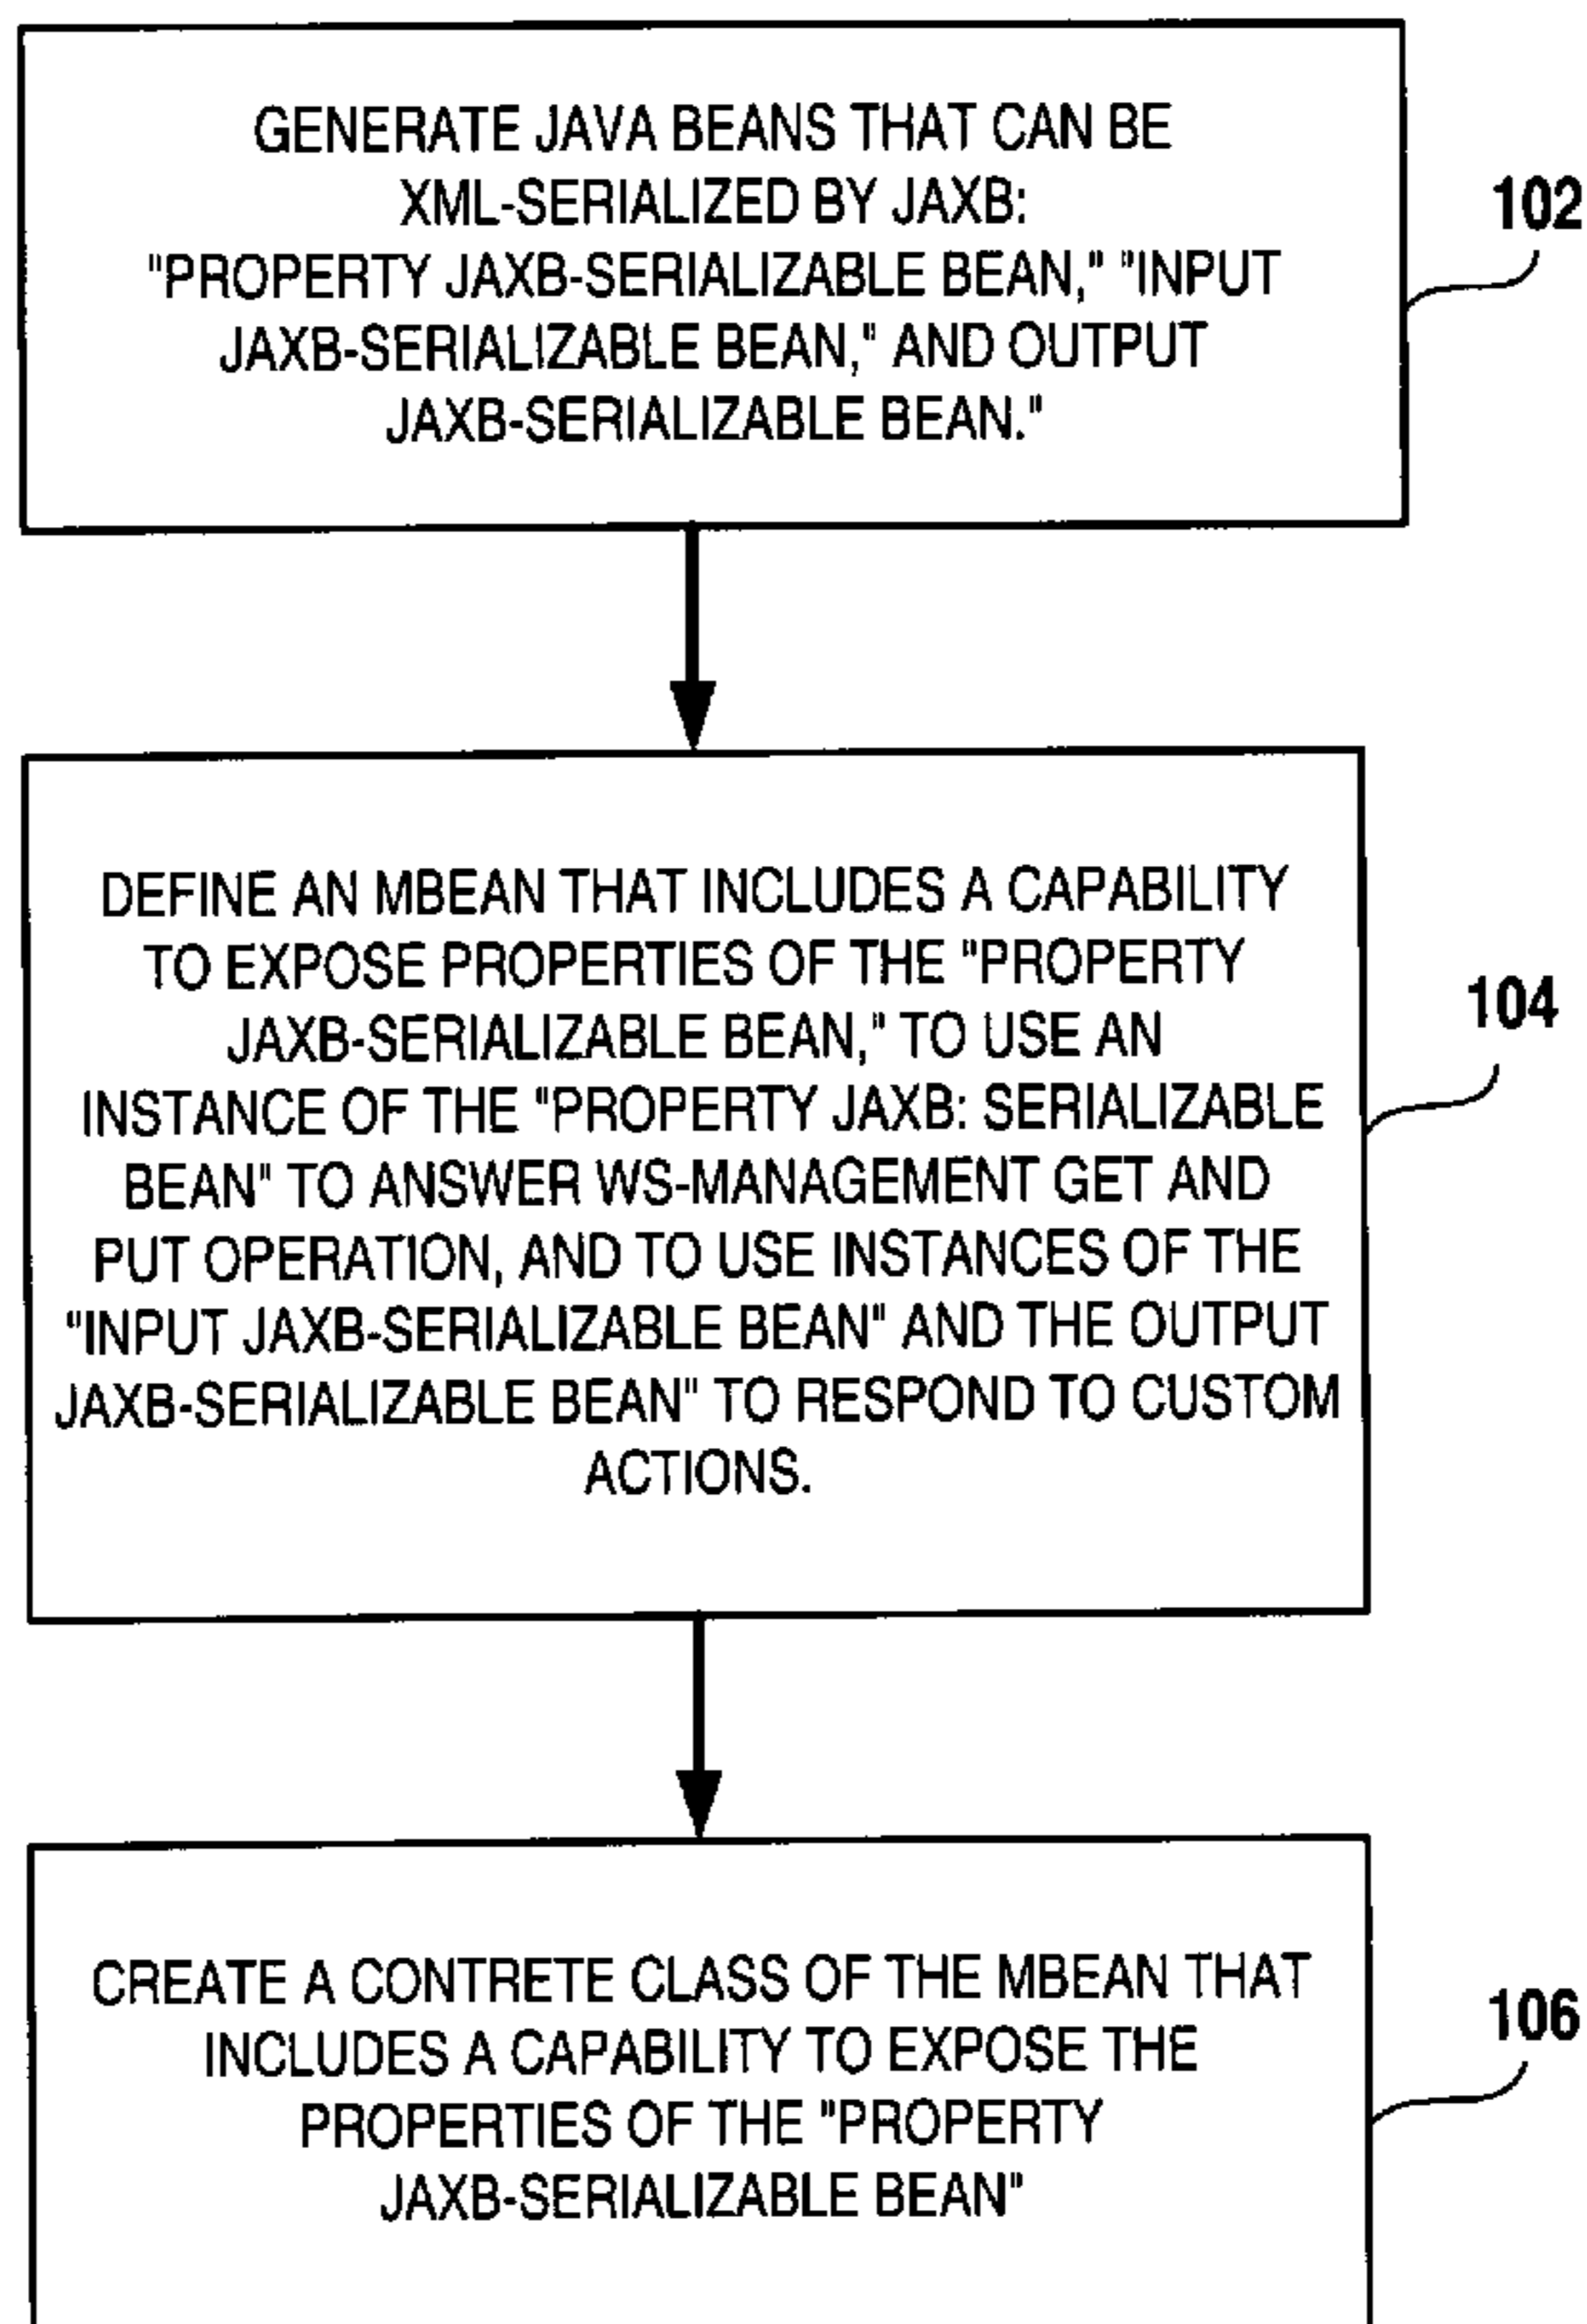 GENERATE JAVA BEANS THAT CAN BE
XML-SERIALIZED BY JAXB:
"PROPERTY JAXB-SERIALIZABLE BEAN," "INPUT
JAXB-SERIALIZABLE BEAN," AND OUTPUT
JAXB-SERIALIZABLE BEAN."
102
DEFINE AN MBEAN THAT INCLUDES A CAPABILITY
TO EXPOSE PROPERTIES OF THE "PROPERTY
JAXB-SERIALIZABLE BEAN," TO USE AN
INSTANCE OF THE "PROPERTY JAXB: SERIALIZABLE
BEAN" TO ANSWER WS-MANAGEMENT GET AND
PUT OPERATION, AND TO USE INSTANCES OF THE
"INPUT JAXB-SERIALIZABLE BEAN" AND THE OUTPUT
JAXB-SERIALIZABLE BEAN" TO RESPOND TO CUSTOM
ACTIONS.
104
CREATE A CONTRETE CLASS OF THE MBEAN THAT
INCLUDES A CAPABILITY TO EXPOSE THE
PROPERTIES OF THE "PROPERTY
JAXB-SERIALIZABLE BEAN"
106